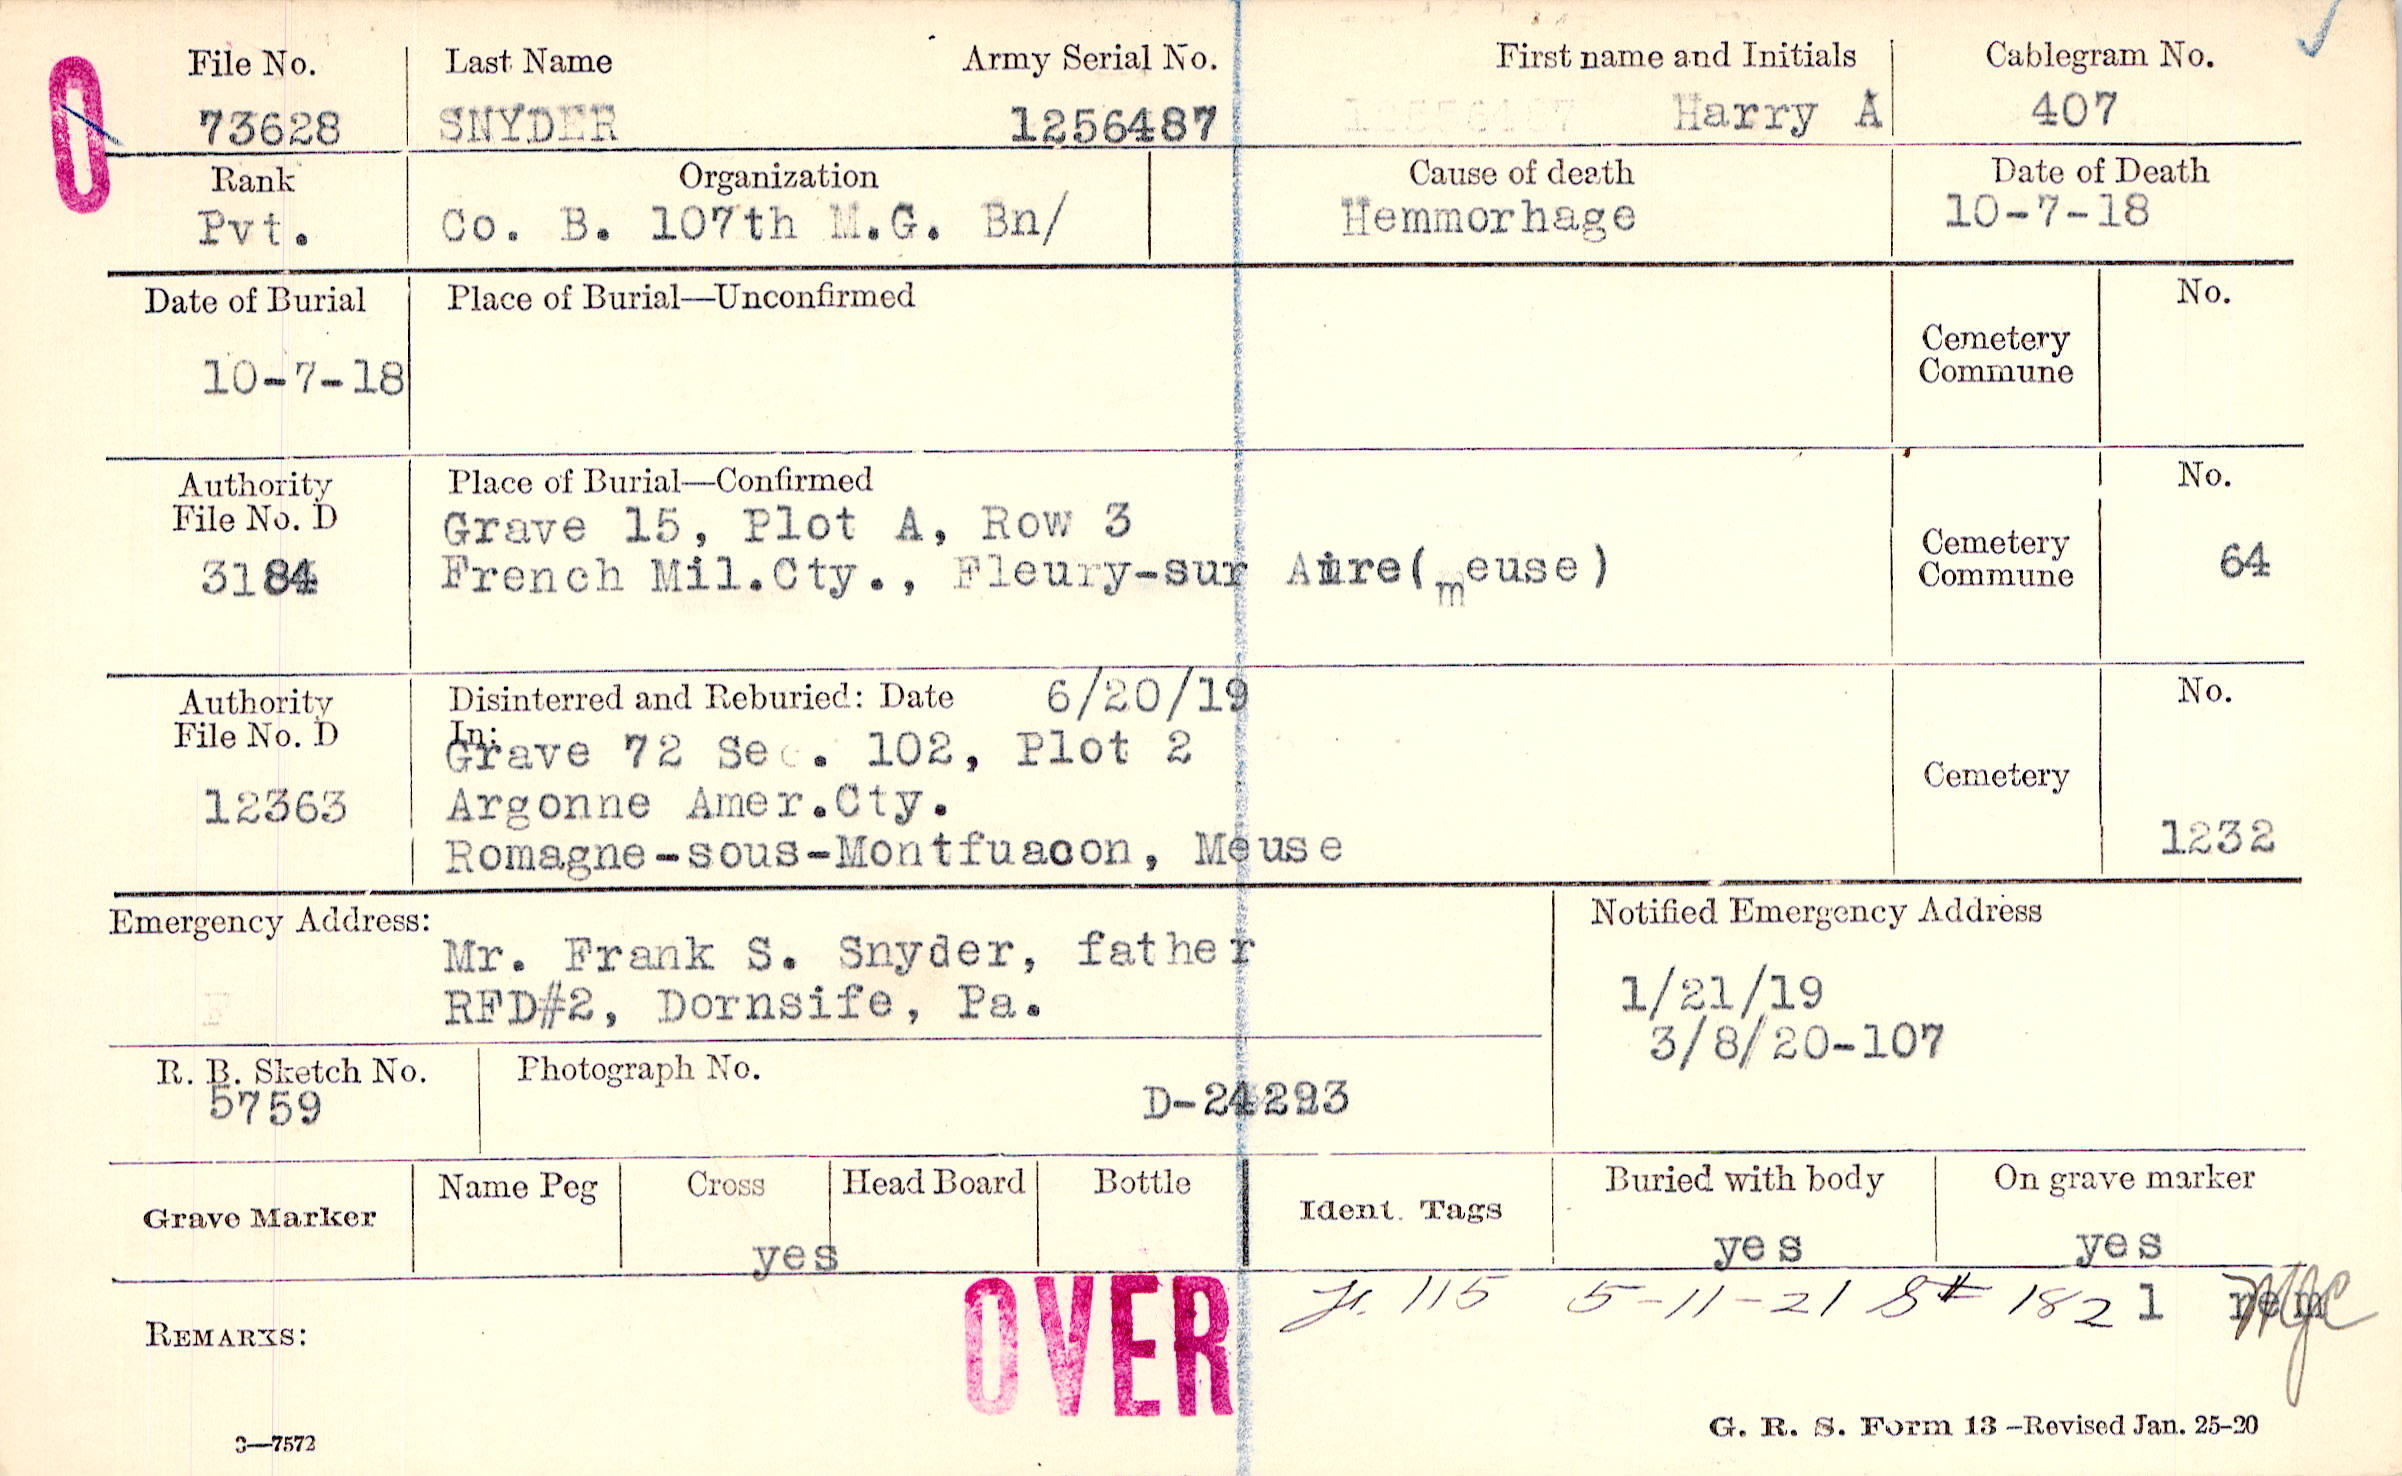 File No. Last Name Army Serial No. First name and Initials Cablegram No.
O 73628 SNYDER 1256487 Harry A 407
Rank Organization Cause of death Date of Death
Pvt. Co. B. 107th M.G. Bn/ Hemmorhage 10-7-18
Date of Burial Place of Burial—Unconfirmed No.
Cemetery
Commune
10-7-18
Authority Place of Burial—Confirmed No.
File No. D Grave 15, Plot A, Row 3
3184 French Mil.Cty., Fleury-sur Aire(meuse) Cemetery Commune 64
Authority Disinterred and Reburied: Date 6/20/19 No.
File No. D In:
Grave 72 Sec. 102, Plot 2
12363 Argonne Amer.Cty. Cemetery
Romagne-sous-Montfuacon, Meuse 1232
Emergency Address: Notified Emergency Address
Mr. Frank S. Snyder, father
RFD#2, Dornsife, Pa. 1/21/19
3/8/20-107
R. B. Sketch No. Photograph No.
5759 D-24293
Grave Marker Name Peg Cross Head Board Bottle Ident. Tags Buried with body On grave marker
yes yes yes
OVER 115 5-11-21 182 1 rem
REMARKS:
3—7572 G. R. S. Form 13—Revised Jan. 25-20